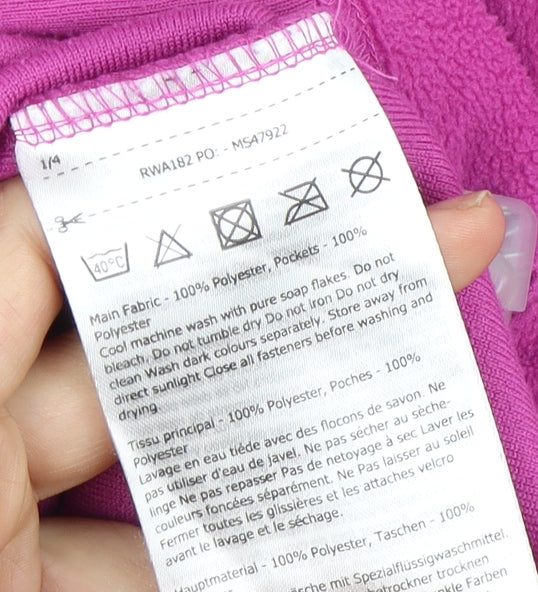 1/4
RWA182 PO: - MS47922
40°C
Main Fabric - 100% Polyester, Pockets - 100%
Polyester
Cool machine wash with pure soap flakes. Do not
bleach, Do not tumble dry Do not Iron Do not dry
clean Wash dark colours separately. Store away from
direct sunlight Close all fasteners before washing and
drying.
Tissu principal - 100% Polyester, Poches - 100%
polyester
Lavage en eau tiède avec des flocons de savon. Ne
pas utiliser d'eau de Javel. Ne pas sécher au sèche-
linge Ne pas repasser Pas de netoyage à sec Laver les
couleurs foncées séparément. Ne Pas laisser au soleil
Fermer toutes les glissières et les attaches velcro
avant le lavage et le séchage.
Hauptmaterial - 100% Polyester, Taschen - 100%
mit Spezialflüssigwaschmittel.
trocknen
Farben